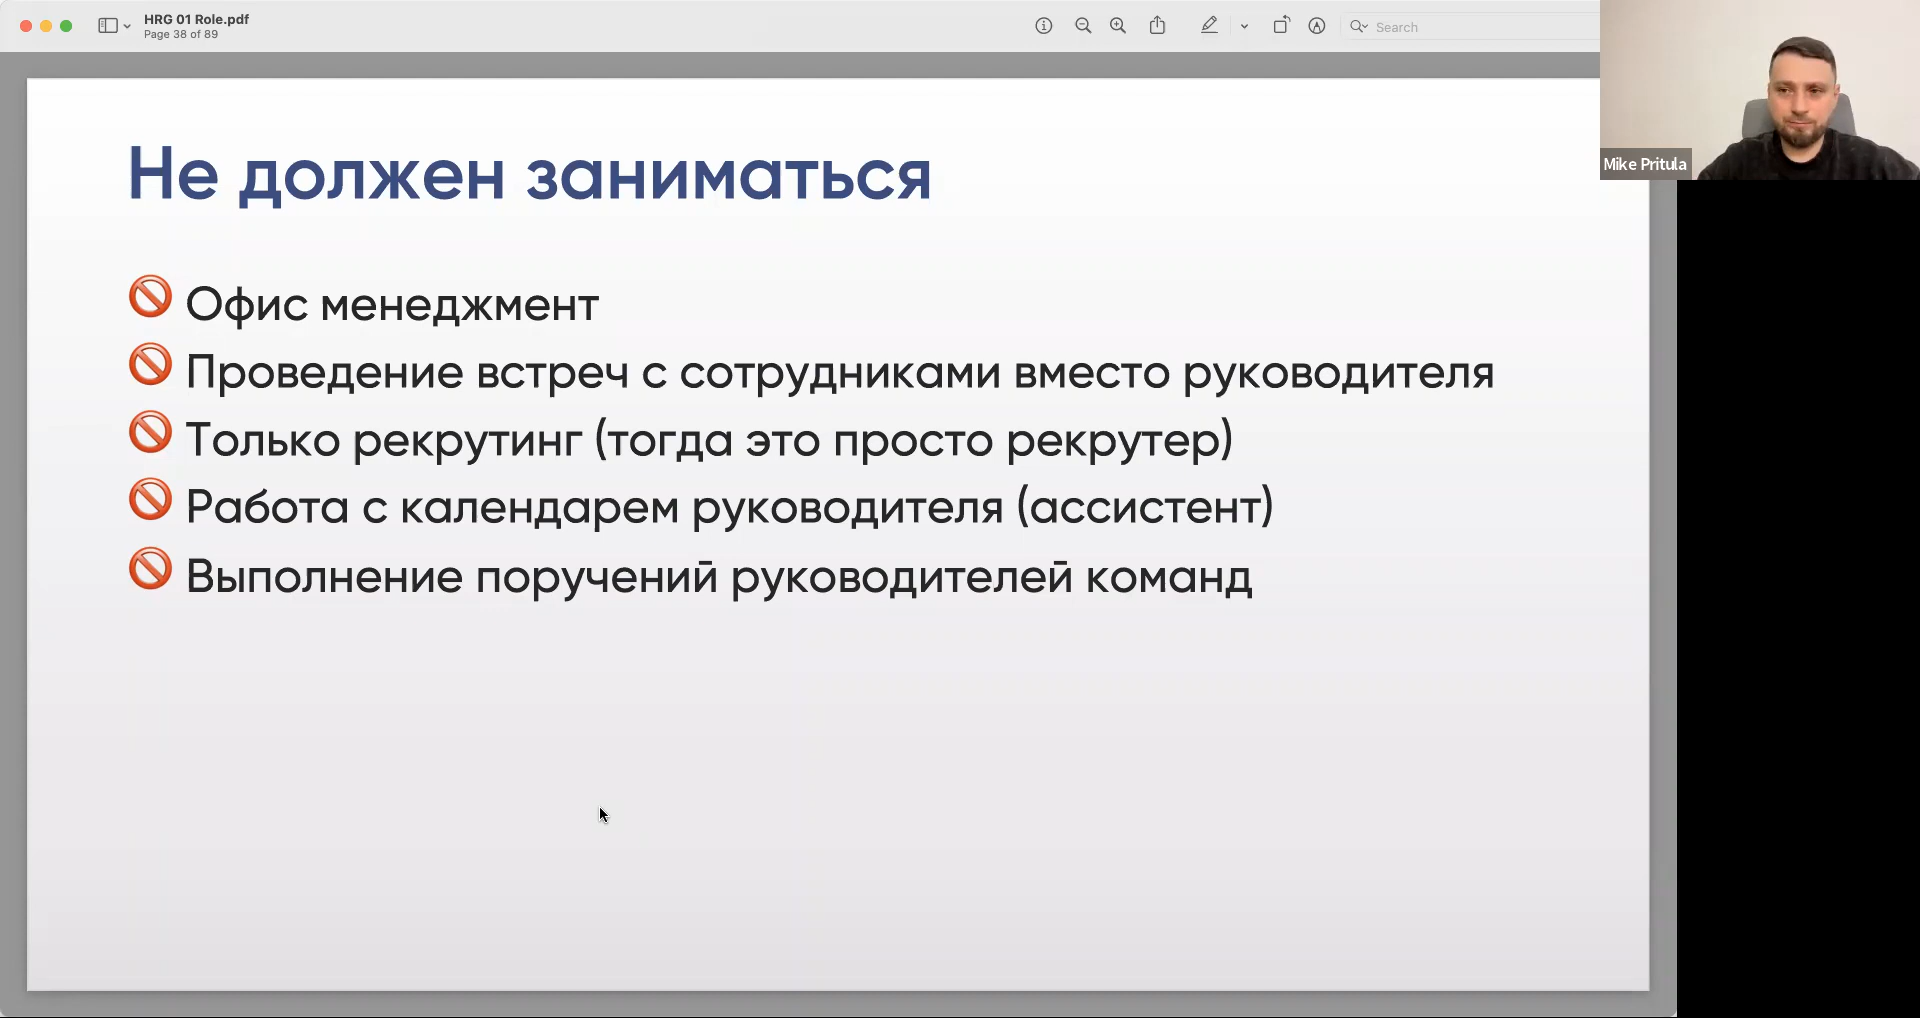 HRG 01 Role.pdf
Page 38 of 89
Search
Mike Pritula
Не должен заниматься
🚫 Офис менеджмент
🚫 Проведение встреч с сотрудниками вместо руководителя
🚫 Только рекрутинг (тогда это просто рекрутер)
🚫 Работа с календарем руководителя (ассистент)
🚫 Выполнение поручений руководителей команд